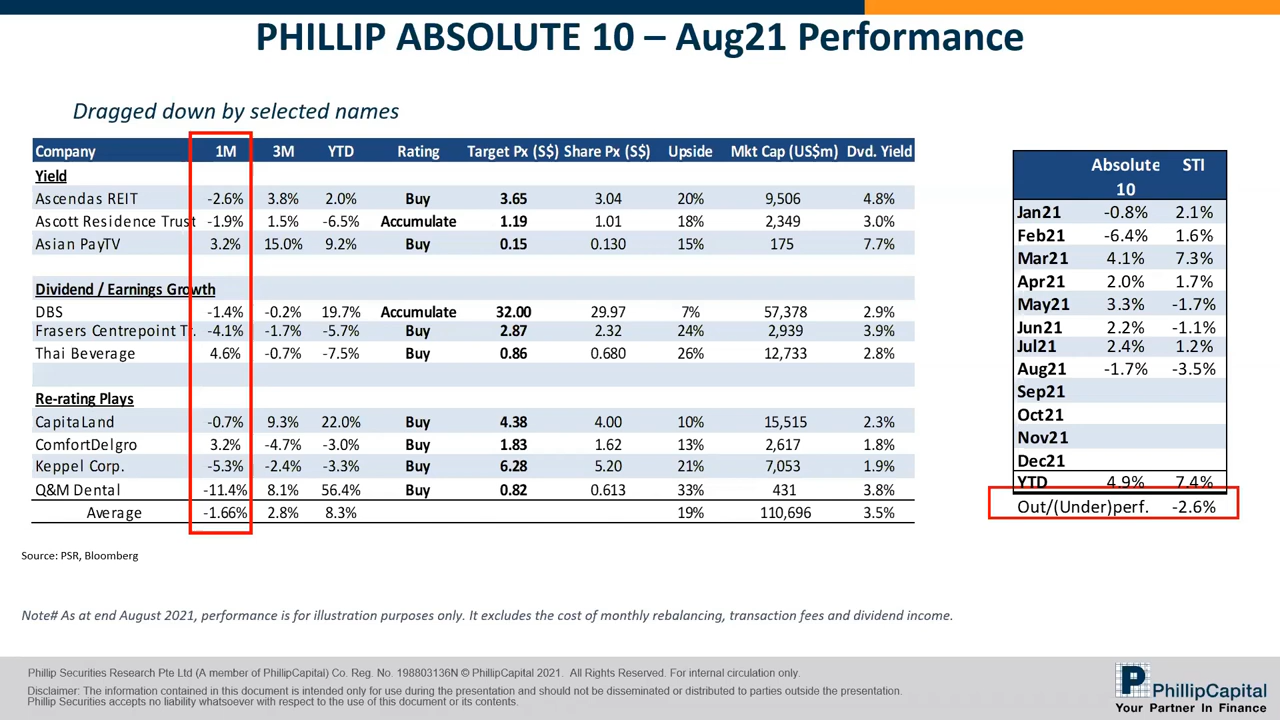 PHILLIP ABSOLUTE 10 – Aug21 Performance
Dragged down by selected names
Company 1M 3M YTD Rating Target Px (S$) Share Px (S$) Upside Mkt Cap (US$m) Dvd. Yield
Yield
Ascendas REIT -2.6% 3.8% 2.0% Buy 3.65 3.04 20% 9,506 4.8%
Ascott Residence Trust -1.9% 1.5% -6.5% Accumulate 1.19 1.01 18% 2,349 3.0%
Asian PayTV 3.2% 15.0% 9.2% Buy 0.15 0.130 15% 175 7.7%
Dividend / Earnings Growth
DBS -1.4% -0.2% 19.7% Accumulate 32.00 29.97 7% 57,378 2.9%
Frasers Centrepoint Tr. -4.1% -1.7% -5.7% Buy 2.87 2.32 24% 2,939 3.9%
Thai Beverage 4.6% -0.7% -7.5% Buy 0.86 0.680 26% 12,733 2.8%
Re-rating Plays
CapitaLand -0.7% 9.3% 22.0% Buy 4.38 4.00 10% 15,515 2.3%
ComfortDelgro 3.2% -4.7% -3.0% Buy 1.83 1.62 13% 2,617 1.8%
Keppel Corp. -5.3% -2.4% -3.3% Buy 6.28 5.20 21% 7,053 1.9%
Q&M Dental -11.4% 8.1% 56.4% Buy 0.82 0.613 33% 431 3.8%
Average -1.66% 2.8% 8.3% 19% 110,696 3.5%
Absolute STI
10
Jan21 -0.8% 2.1%
Feb21 -6.4% 1.6%
Mar21 4.1% 7.3%
Apr21 2.0% 1.7%
May21 3.3% -1.7%
Jun21 2.2% -1.1%
Jul21 2.4% 1.2%
Aug21 -1.7% -3.5%
Sep21
Oct21
Nov21
Dec21
YTD 4.9% 7.4%
Out/(Under)perf. -2.6%
Source: PSR, Bloomberg
Note# As at end August 2021, performance is for illustration purposes only. It excludes the cost of monthly rebalancing, transaction fees and dividend income.
Phillip Securities Research Pte Ltd (A member of PhillipCapital) Co. Reg. No. 198803136N © PhillipCapital 2021. All Rights Reserved. For internal circulation only.
Disclaimer: The information contained in this document is intended only for use during the presentation and should not be disseminated or distributed to parties outside the presentation.
Phillip Securities accepts no liability whatsoever with respect to the use of this document or its contents.
PhillipCapital
Your Partner In Finance